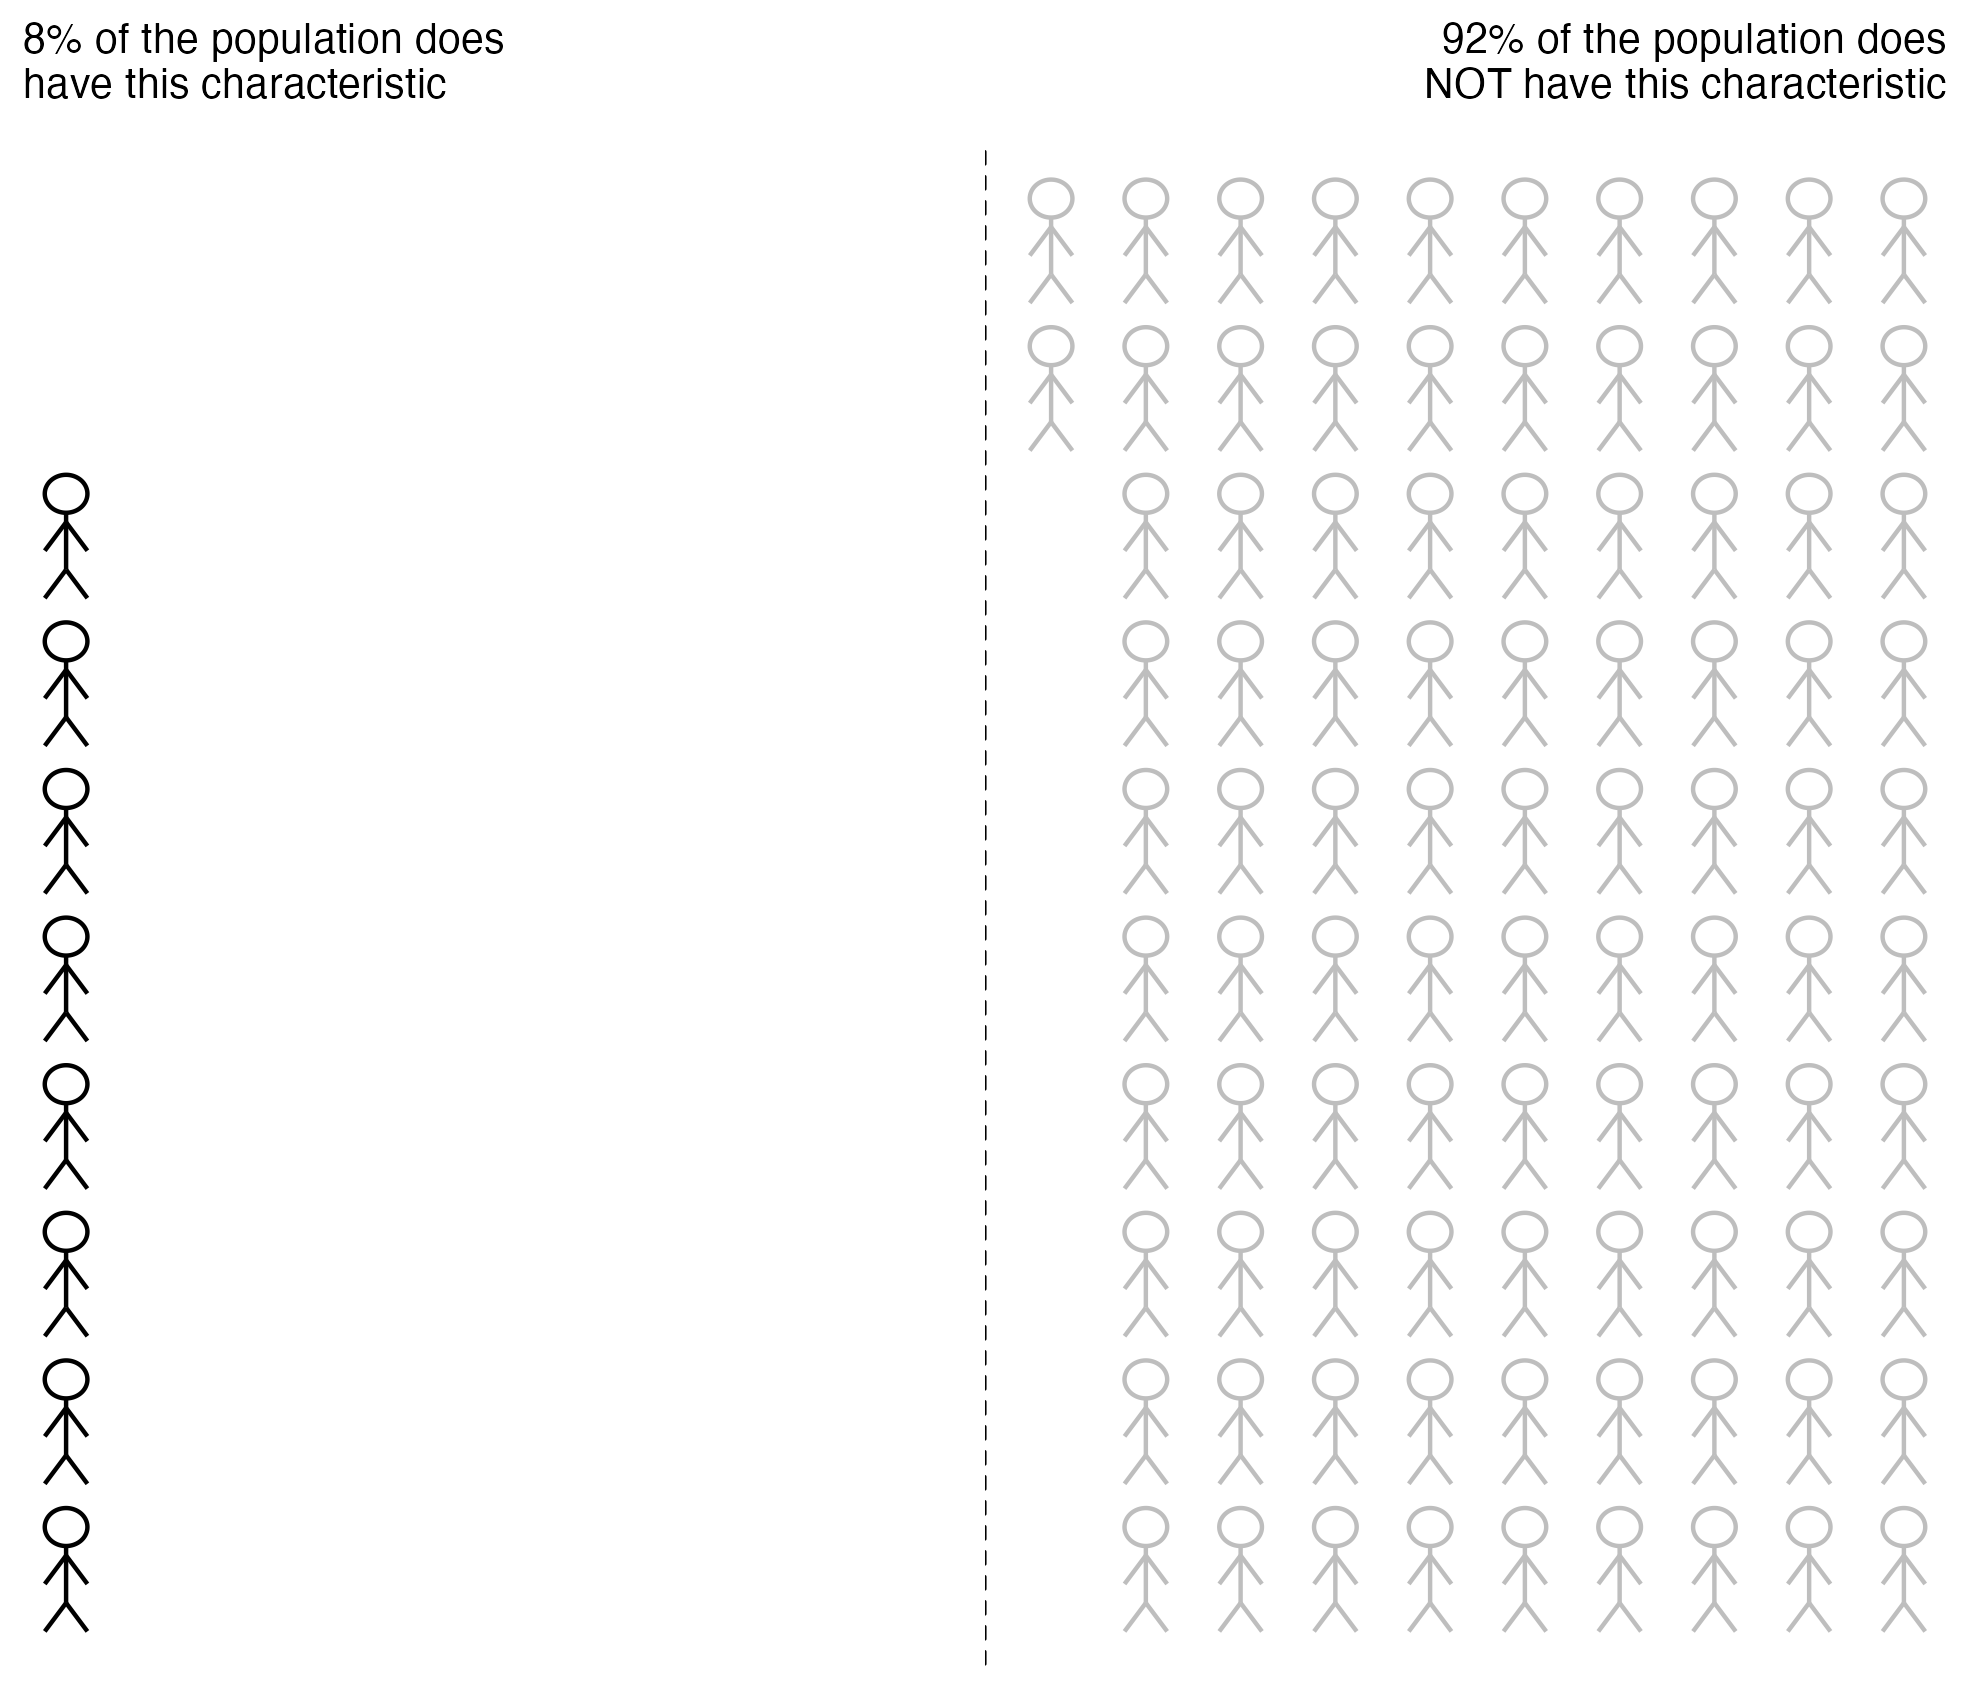 8% of the population does
have this characteristic
92% of the population does
NOT have this characteristic